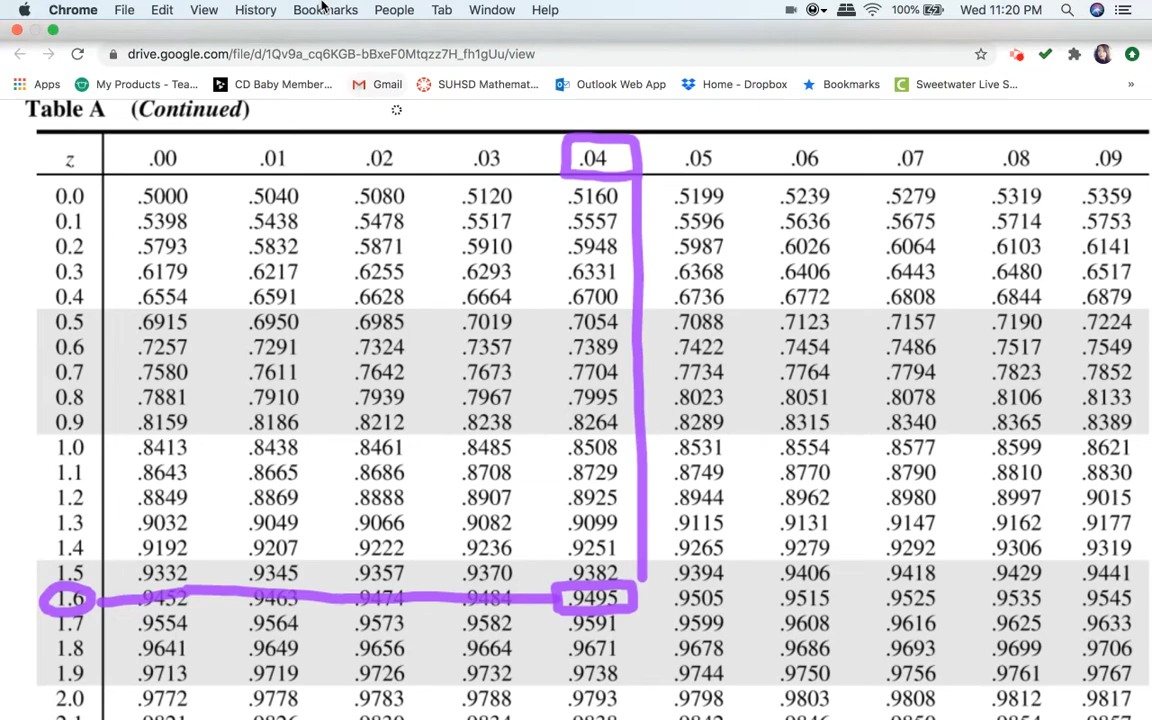 Chrome File Edit View History Bookmarks People Tab Window Help 100% Wed 11:20 PM
drive.google.com/file/d/1Qv9a_cq6KGB-bBxeF0Mtqzz7H_fh1gUu/view
Apps My Products - Tea... CD Baby Member... Gmail SUHSD Mathemat... Outlook Web App Home - Dropbox Bookmarks Sweetwater Live S... »
Table A (Continued)
z .00 .01 .02 .03 .04 .05 .06 .07 .08 .09
0.0 .5000 .5040 .5080 .5120 .5160 .5199 .5239 .5279 .5319 .5359
0.1 .5398 .5438 .5478 .5517 .5557 .5596 .5636 .5675 .5714 .5753
0.2 .5793 .5832 .5871 .5910 .5948 .5987 .6026 .6064 .6103 .6141
0.3 .6179 .6217 .6255 .6293 .6331 .6368 .6406 .6443 .6480 .6517
0.4 .6554 .6591 .6628 .6664 .6700 .6736 .6772 .6808 .6844 .6879
0.5 .6915 .6950 .6985 .7019 .7054 .7088 .7123 .7157 .7190 .7224
0.6 .7257 .7291 .7324 .7357 .7389 .7422 .7454 .7486 .7517 .7549
0.7 .7580 .7611 .7642 .7673 .7704 .7734 .7764 .7794 .7823 .7852
0.8 .7881 .7910 .7939 .7967 .7995 .8023 .8051 .8078 .8106 .8133
0.9 .8159 .8186 .8212 .8238 .8264 .8289 .8315 .8340 .8365 .8389
1.0 .8413 .8438 .8461 .8485 .8508 .8531 .8554 .8577 .8599 .8621
1.1 .8643 .8665 .8686 .8708 .8729 .8749 .8770 .8790 .8810 .8830
1.2 .8849 .8869 .8888 .8907 .8925 .8944 .8962 .8980 .8997 .9015
1.3 .9032 .9049 .9066 .9082 .9099 .9115 .9131 .9147 .9162 .9177
1.4 .9192 .9207 .9222 .9236 .9251 .9265 .9279 .9292 .9306 .9319
1.5 .9332 .9345 .9357 .9370 .9382 .9394 .9406 .9418 .9429 .9441
1.6 .9452 .9463 .9474 .9484 .9495 .9505 .9515 .9525 .9535 .9545
1.7 .9554 .9564 .9573 .9582 .9591 .9599 .9608 .9616 .9625 .9633
1.8 .9641 .9649 .9656 .9664 .9671 .9678 .9686 .9693 .9699 .9706
1.9 .9713 .9719 .9726 .9732 .9738 .9744 .9750 .9756 .9761 .9767
2.0 .9772 .9778 .9783 .9788 .9793 .9798 .9803 .9808 .9812 .9817